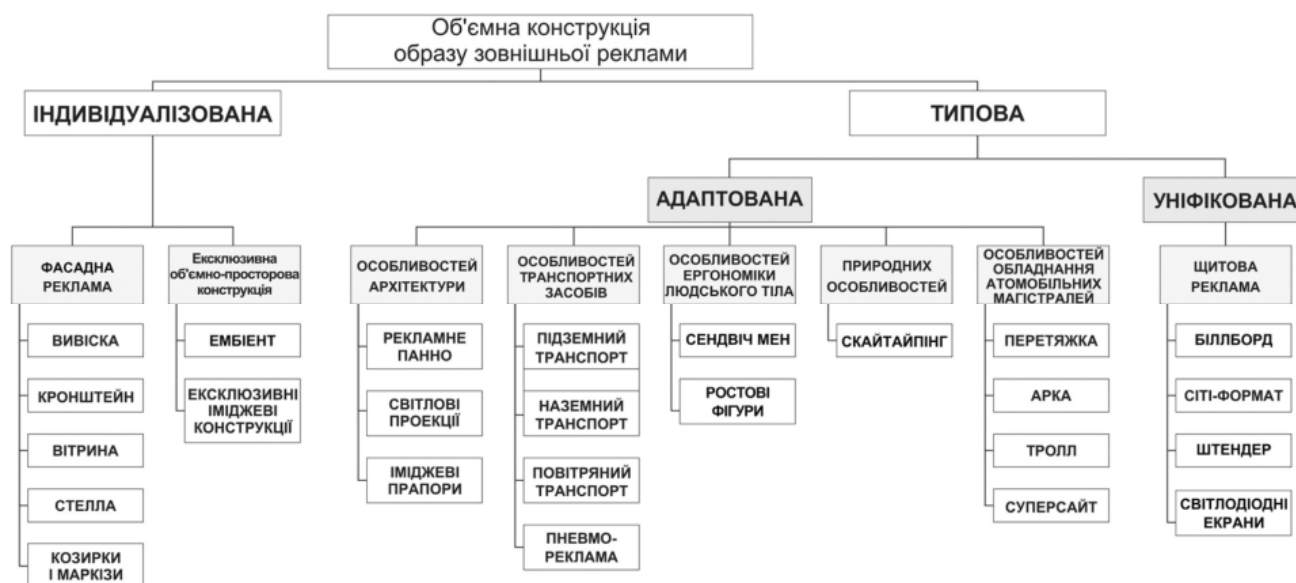 Об'ємна конструкція
образу зовнішньої реклами
ІНДИВІДУАЛІЗОВАНА
ТИПОВА
АДАПТОВАНА
УНІФІКОВАНА
ФАСАДНА
РЕКЛАМА
ВИВІСКА
КРОНШТЕЙН
ВІТРИНА
СТЕЛЛА
КОЗИРКИ
І МАРКІЗИ
Ексклюзивна
об'ємно-просторова
конструкція
ЕМБІЕНТ
ЕКСКЛЮЗИВНІ
ІМІДЖЕВІ
КОНСТРУКЦІЇ
ОСОБЛИВОСТЕЙ
АРХІТЕКТУРИ
РЕКЛАМНЕ
ПАННО
СВІТЛОВІ
ПРОЕКЦІЇ
ІМІДЖЕВІ
ПРАПОРИ
ОСОБЛИВОСТЕЙ
ТРАНСПОРТНИХ
ЗАСОБІВ
ПІДЗЕМНИЙ
ТРАНСПОРТ
НАЗЕМНИЙ
ТРАНСПОРТ
ПОВІТРЯНИЙ
ТРАНСПОРТ
ПНЕВМО-
РЕКЛАМА
ОСОБЛИВОСТЕЙ
ЕРГОНОМІКИ
ЛЮДСЬКОГО ТІЛА
СЕНДВІЧ МЕН
РОСТОВІ
ФІГУРИ
ПРИРОДНИХ
ОСОБЛИВОСТЕЙ
СКАЙТАЙПІНГ
ОСОБЛИВОСТЕЙ
ОБЛАДНАННЯ
АТОМОБІЛЬНИХ
МАГІСТРАЛЕЙ
ПЕРЕТЯЖКА
АРКА
ТРОЛЛ
СУПЕРСАЙТ
ЩИТОВА
РЕКЛАМА
БІЛЛБОРД
СІТІ-ФОРМАТ
ШТЕНДЕР
СВІТЛОДІОДНІ
ЕКРАНИ